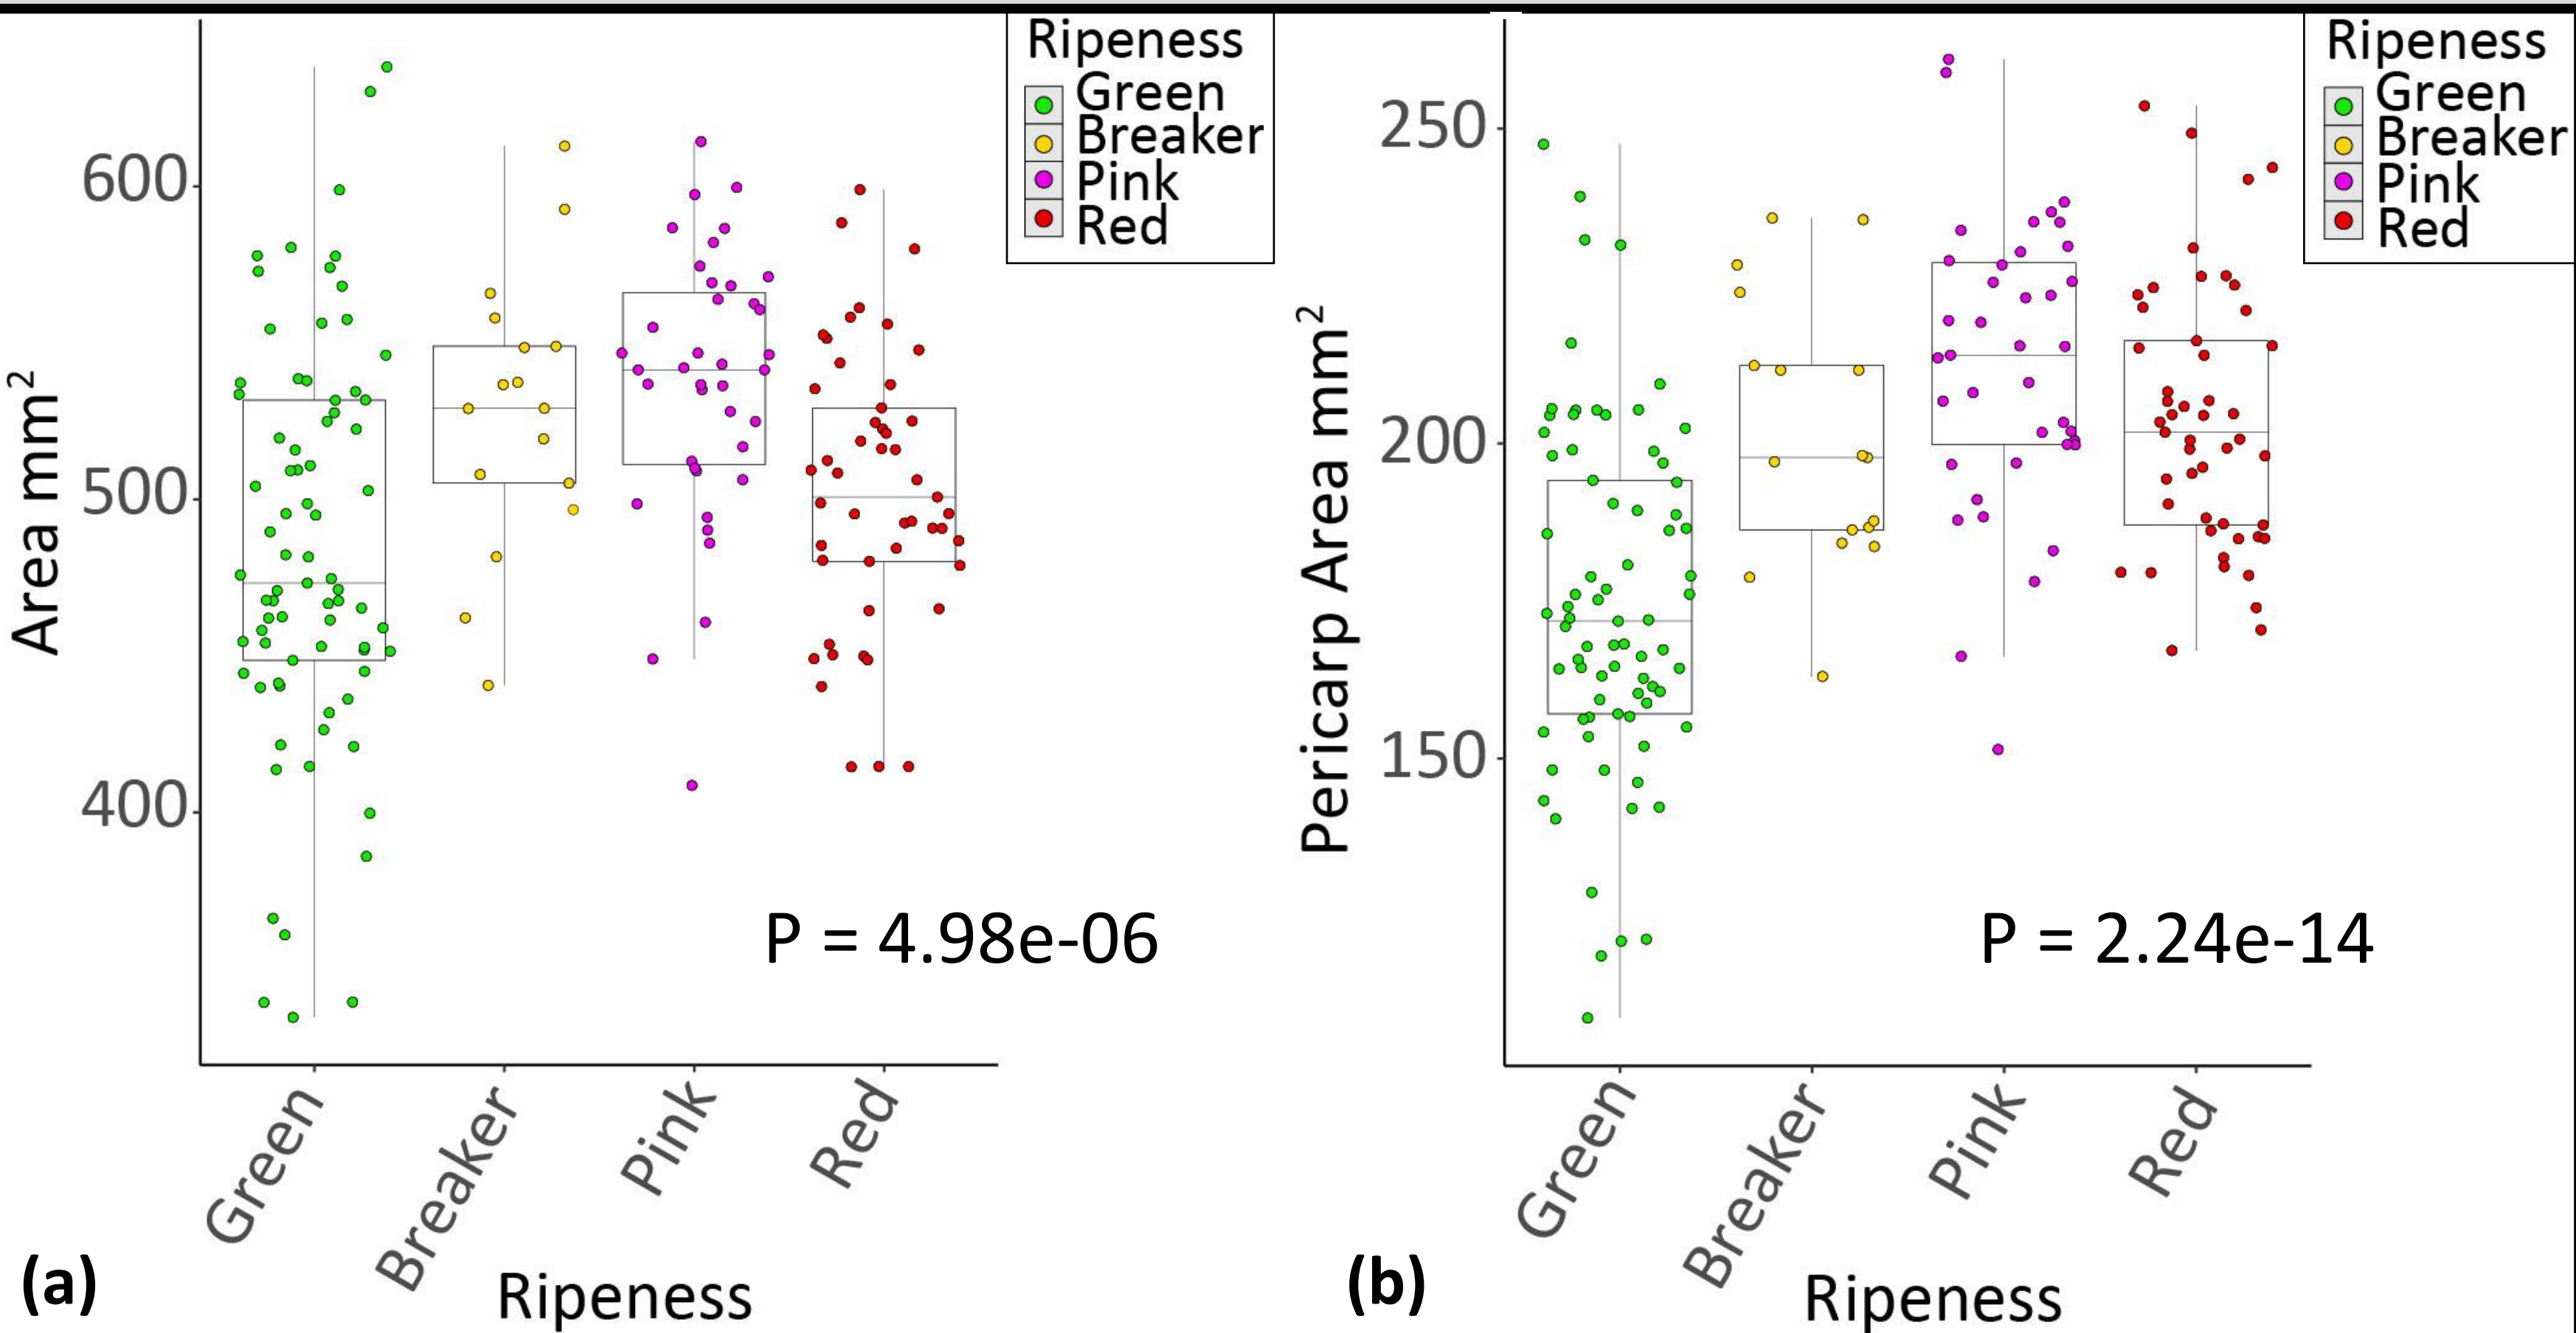 Area mm²
600
500
400
Ripeness
Green
Breaker
Pink
Red
P = 4.98e-06
Green
Breaker
Pink
Red
Ripeness
(a)
Pericarp Area mm²
250
200
150
Ripeness
Green
Breaker
Pink
Red
P = 2.24e-14
Green
Breaker
Pink
Red
Ripeness
(b)